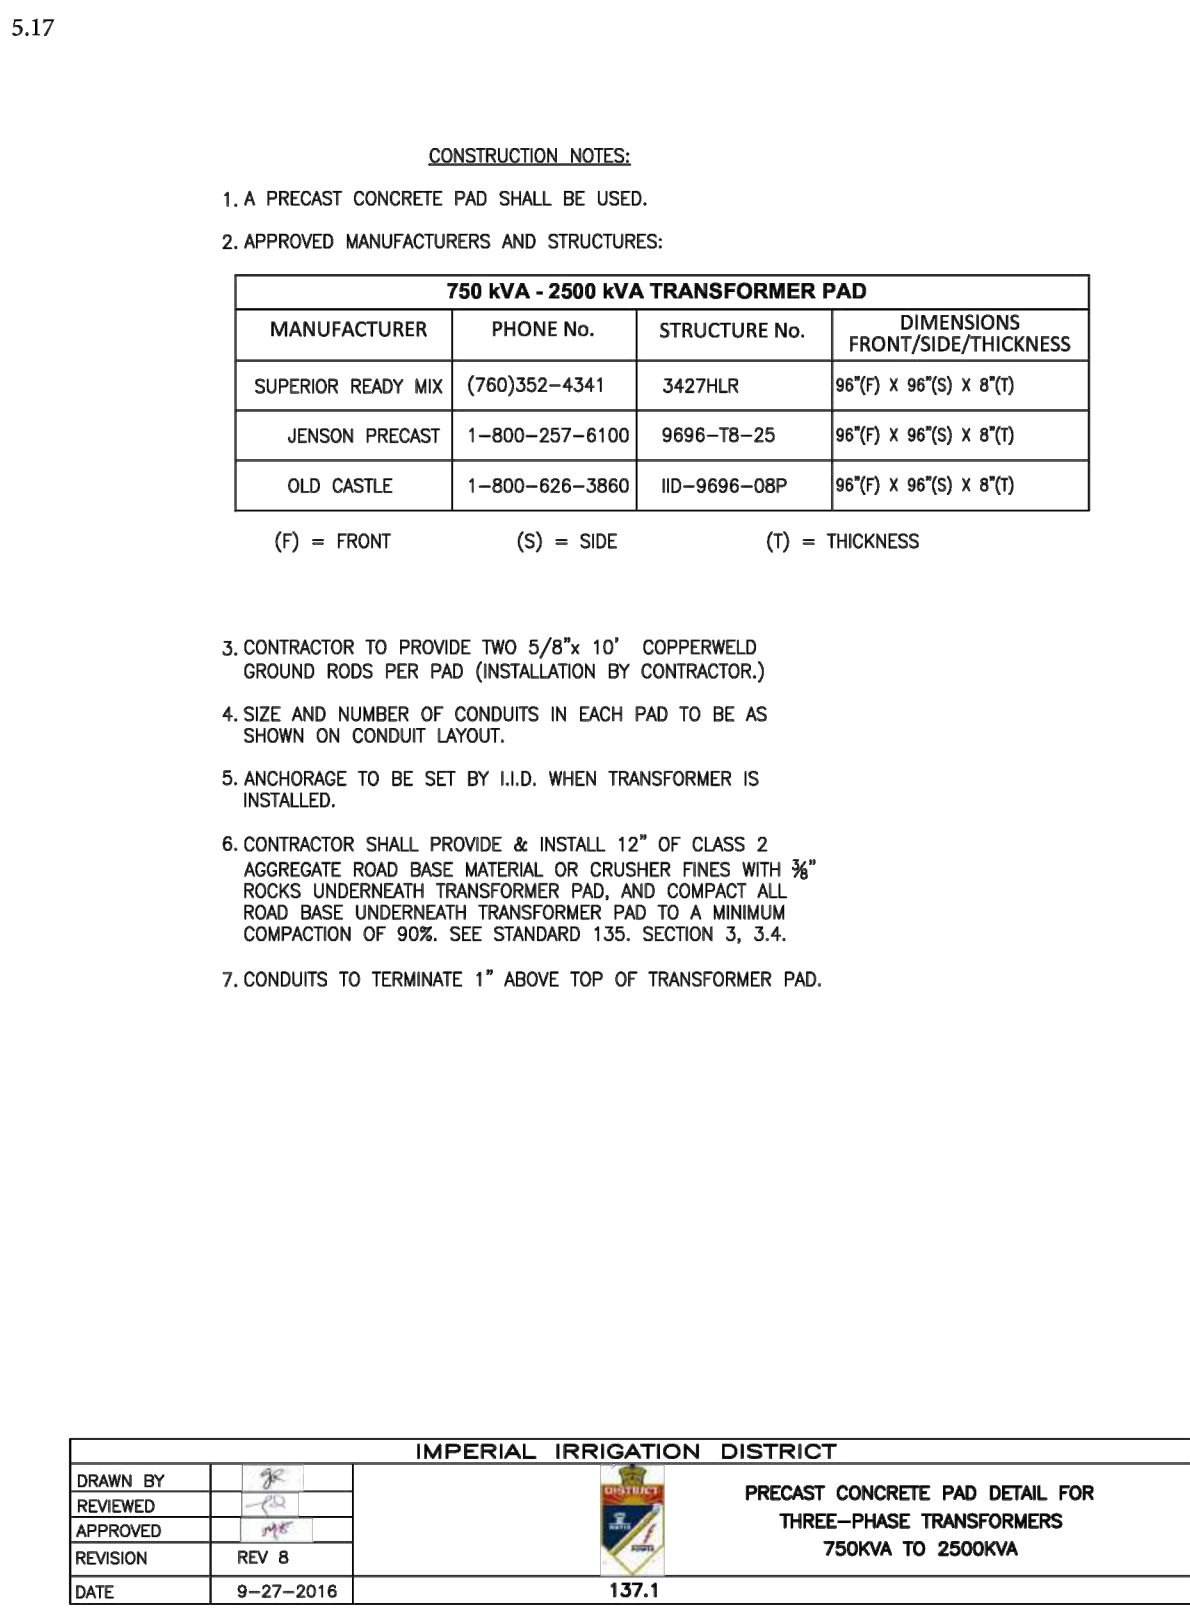 5.17
CONSTRUCTION NOTES:
1. A PRECAST CONCRETE PAD SHALL BE USED.
2. APPROVED MANUFACTURERS AND STRUCTURES:
750 kVA - 2500 kVA TRANSFORMER PAD
MANUFACTURER PHONE No. STRUCTURE No. DIMENSIONS FRONT/SIDE/THICKNESS
SUPERIOR READY MIX (760)352-4341 3427HLR 96"(F) X 96"(S) X 8"(T)
JENSON PRECAST 1-800-257-6100 9696-T8-25 96"(F) X 96"(S) X 8"(T)
OLD CASTLE 1-800-626-3860 IID-9696-08P 96"(F) X 96"(S) X 8"(T)
(F) = FRONT (S) = SIDE (T) = THICKNESS
3. CONTRACTOR TO PROVIDE TWO 5/8"x 10' COPPERWELD
GROUND RODS PER PAD (INSTALLATION BY CONTRACTOR.)
4. SIZE AND NUMBER OF CONDUITS IN EACH PAD TO BE AS
SHOWN ON CONDUIT LAYOUT.
5. ANCHORAGE TO BE SET BY I.I.D. WHEN TRANSFORMER IS
INSTALLED.
6. CONTRACTOR SHALL PROVIDE & INSTALL 12" OF CLASS 2
AGGREGATE ROAD BASE MATERIAL OR CRUSHER FINES WITH ⅜"
ROCKS UNDERNEATH TRANSFORMER PAD, AND COMPACT ALL
ROAD BASE UNDERNEATH TRANSFORMER PAD TO A MINIMUM
COMPACTION OF 90%. SEE STANDARD 135. SECTION 3, 3.4.
7. CONDUITS TO TERMINATE 1" ABOVE TOP OF TRANSFORMER PAD.
IMPERIAL IRRIGATION DISTRICT
DRAWN BY
REVIEWED
APPROVED
REVISION REV 8
DATE 9-27-2016
DISTRICT
WATER
POWER
137.1
PRECAST CONCRETE PAD DETAIL FOR
THREE-PHASE TRANSFORMERS
750KVA TO 2500KVA